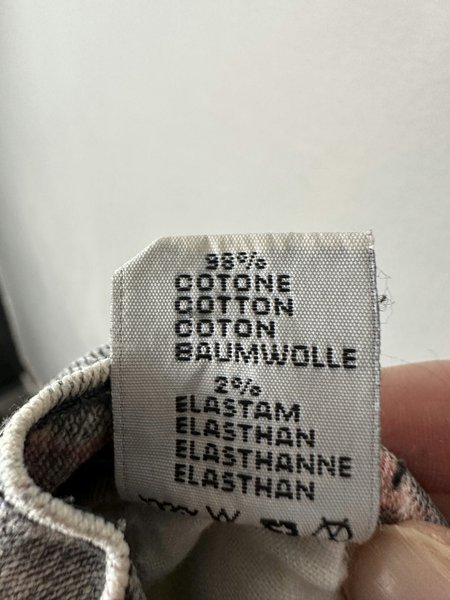 98%
COTONE
COTTON
COTON
BAUMWOLLE
2%
ELASTAM
ELASTHAN
ELASTHANNE
ELASTHAN